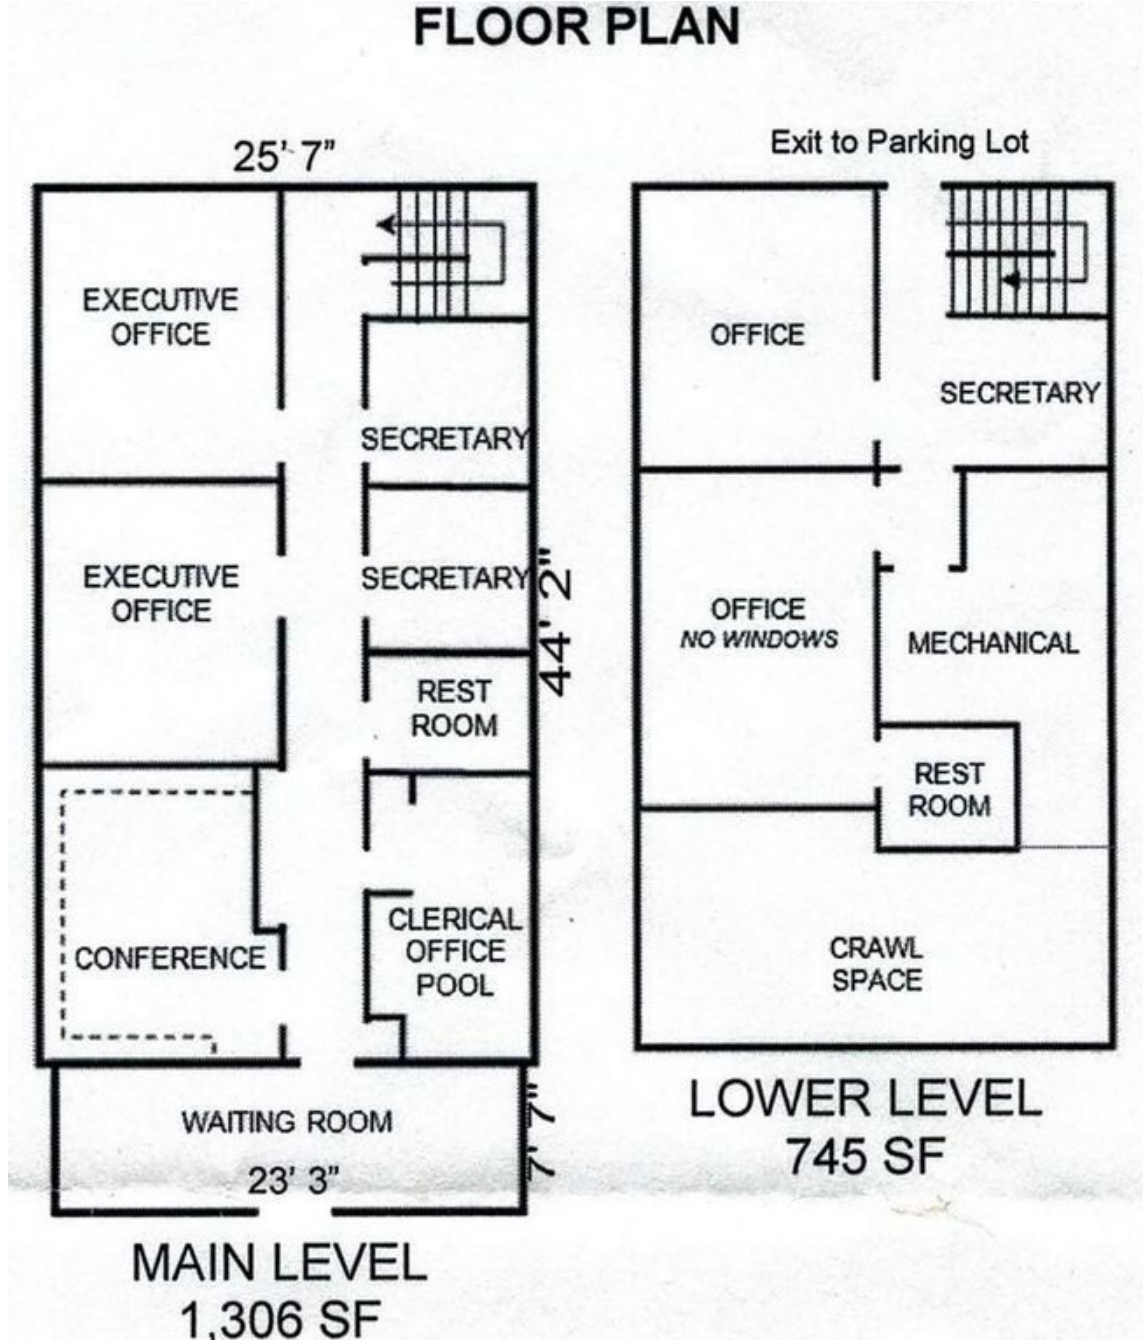 FLOOR PLAN
25' 7"
EXECUTIVE
OFFICE
SECRETARY
EXECUTIVE
OFFICE
SECRETARY
44' 2"
REST
ROOM
CONFERENCE
CLERICAL
OFFICE
POOL
WAITING ROOM
23' 3"
7' 7"
MAIN LEVEL
1,306 SF
Exit to Parking Lot
OFFICE
SECRETARY
OFFICE
NO WINDOWS
MECHANICAL
REST
ROOM
CRAWL
SPACE
LOWER LEVEL
745 SF